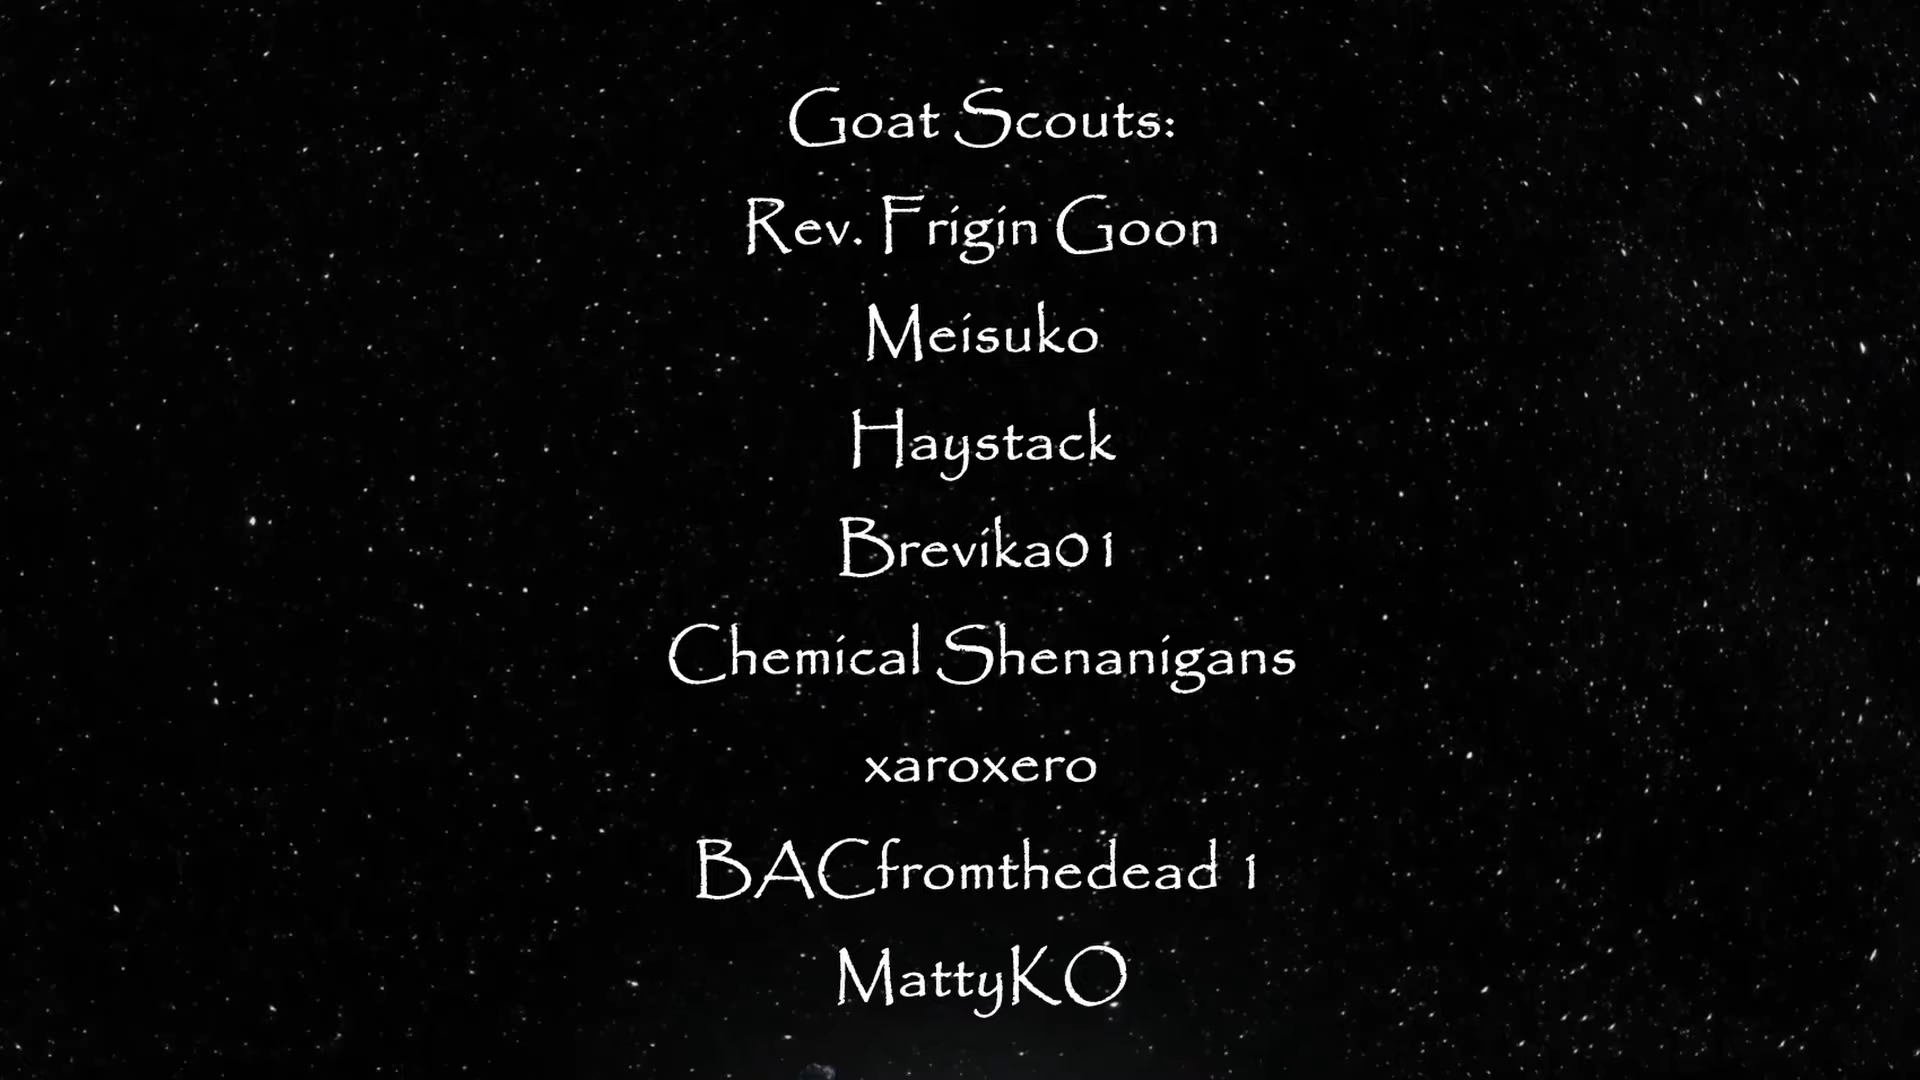 Goat Scouts:
Rev. Frigin Goon
Meisuko
Haystack
Brevika01
Chemical Shenanigans
xaroxero
BACfromthedead 1
MattyKO